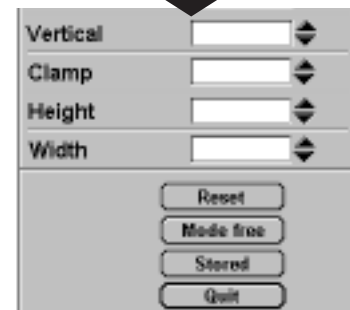 Vertical
Clamp
Height
Width
Reset
Mode free
Stored
Quit